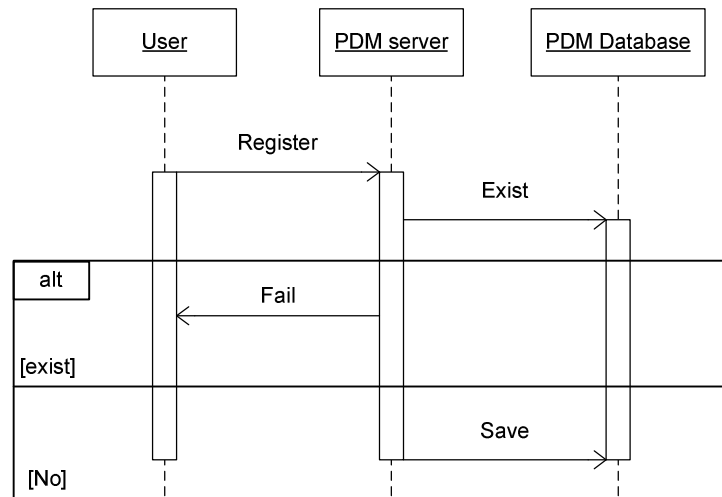 User
PDM server
PDM Database
Register
Exist
alt
Fail
[exist]
Save
[No]